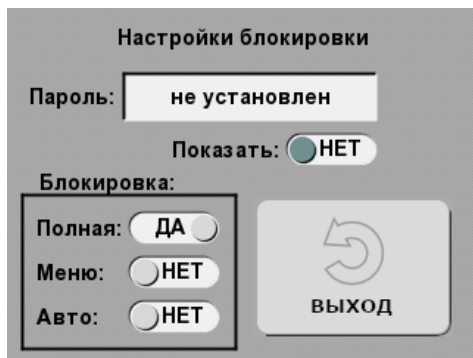 Настройки блокировки
Пароль: не установлен
Показать: НЕТ
Блокировка:
Полная: ДА
Меню: НЕТ
Авто: НЕТ
ВЫХОД